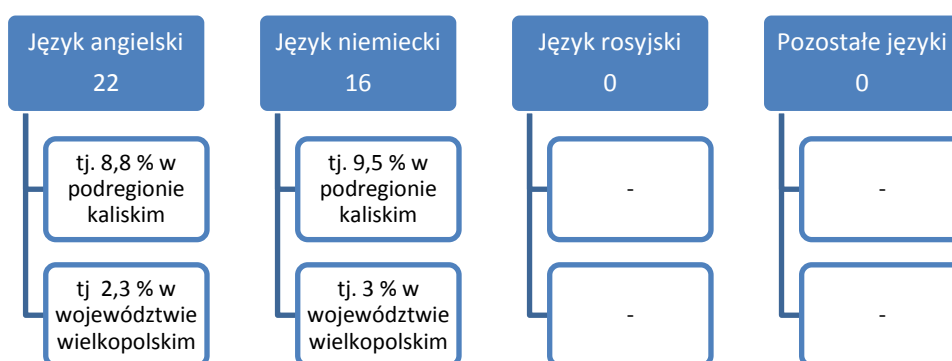 Język angielski
22
tj. 8,8 % w
podregionie
kaliskim
tj 2,3 % w
województwie
wielkopolskim
Język niemiecki
16
tj. 9,5 % w
podregionie
kaliskim
tj. 3 % w
województwie
wielkopolskim
Język rosyjski
0
-
-
Pozostałe języki
0
-
-